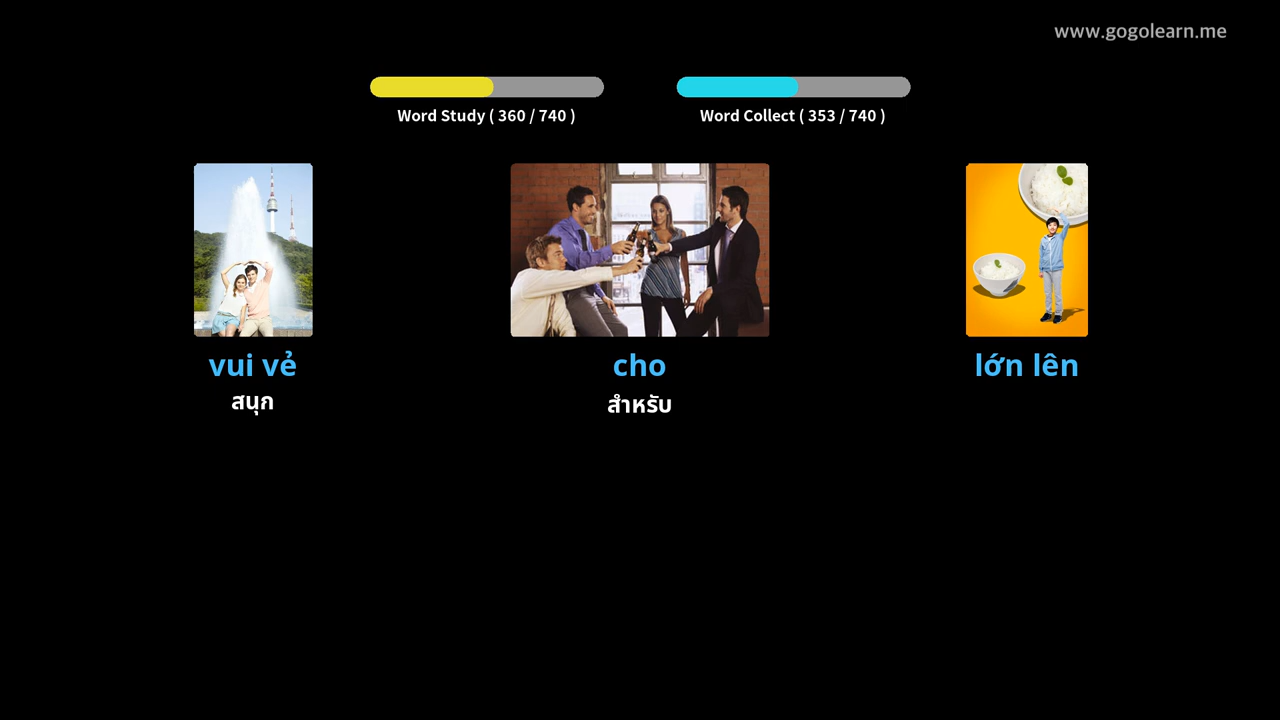 www.gogolearn.me
Word Study ( 360 / 740 )
Word Collect ( 353 / 740 )
vui vẻ
สนุก
cho
สำหรับ
lớn lên